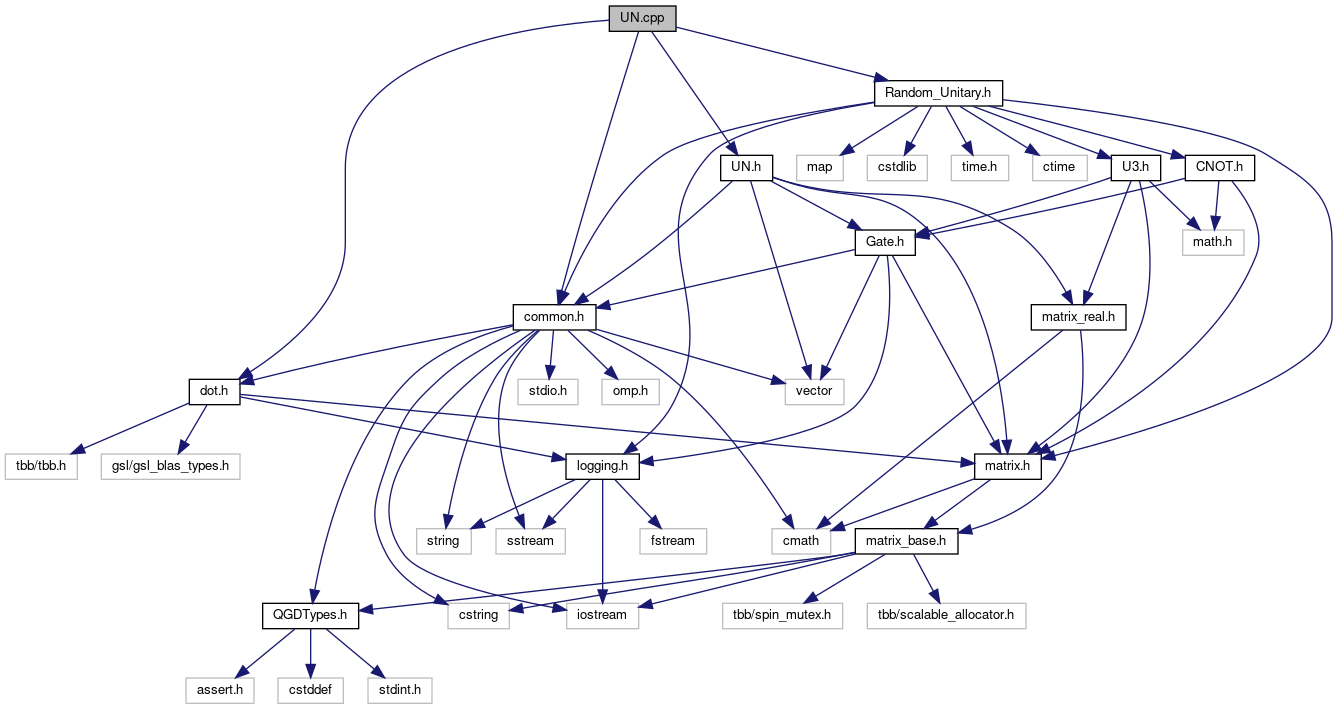 UN.cpp
Random_Unitary.h
UN.h
map
cstdlib
time.h
ctime
U3.h
CNOT.h
Gate.h
math.h
common.h
matrix_real.h
dot.h
stdio.h
omp.h
vector
tbb/tbb.h
gsl/gsl_blas_types.h
logging.h
matrix.h
string
sstream
fstream
cmath
matrix_base.h
QGDTypes.h
cstring
iostream
tbb/spin_mutex.h
tbb/scalable_allocator.h
assert.h
cstddef
stdint.h